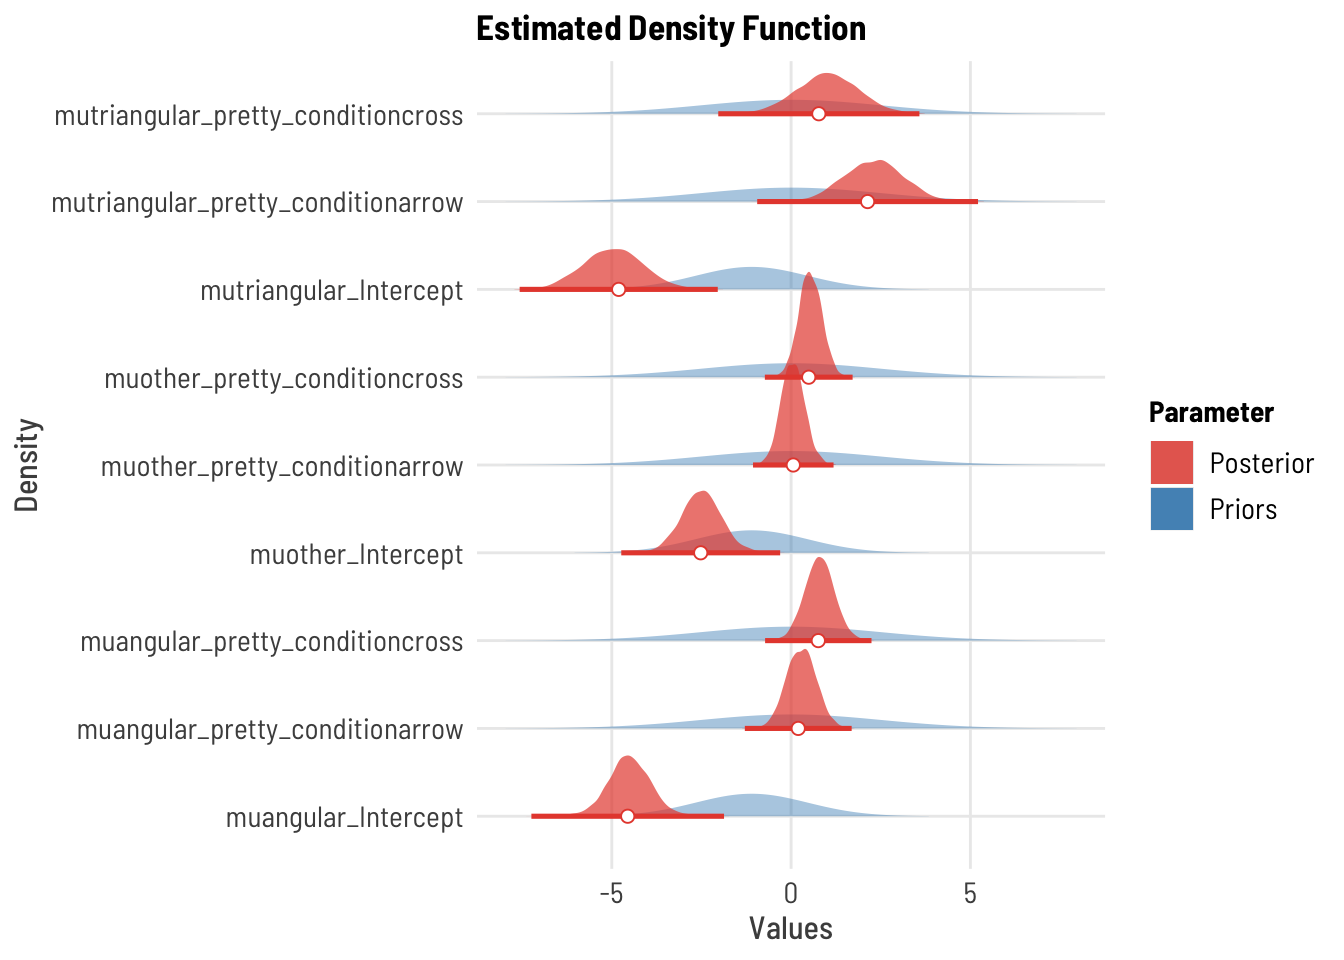 Estimated Density Function
mutriangular_pretty_conditioncross
mutriangular_pretty_conditionarrow
mutriangular_Intercept
muother_pretty_conditioncross
muother_pretty_conditionarrow
muother_Intercept
muangular_pretty_conditioncross
muangular_pretty_conditionarrow
muangular_Intercept
Density
-5 0 5
Values
Parameter
Posterior
Priors